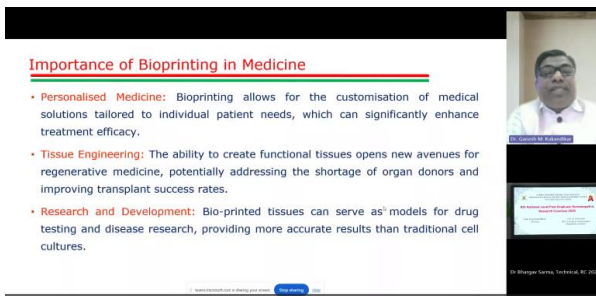 Importance of Bioprinting in Medicine
• Personalised Medicine: Bioprinting allows for the customisation of medical
solutions tailored to individual patient needs, which can significantly enhance
treatment efficacy.
• Tissue Engineering: The ability to create functional tissues opens new avenues for
regenerative medicine, potentially addressing the shortage of organ donors and
improving transplant success rates.
• Research and Development: Bio-printed tissues can serve as models for drug
testing and disease research, providing more accurate results than traditional cell
cultures.
is sharing your screen.
Stop sharing
Hide
Dr. Ganesh M.
Dr Bhargav Sarma, Technical, RC 202